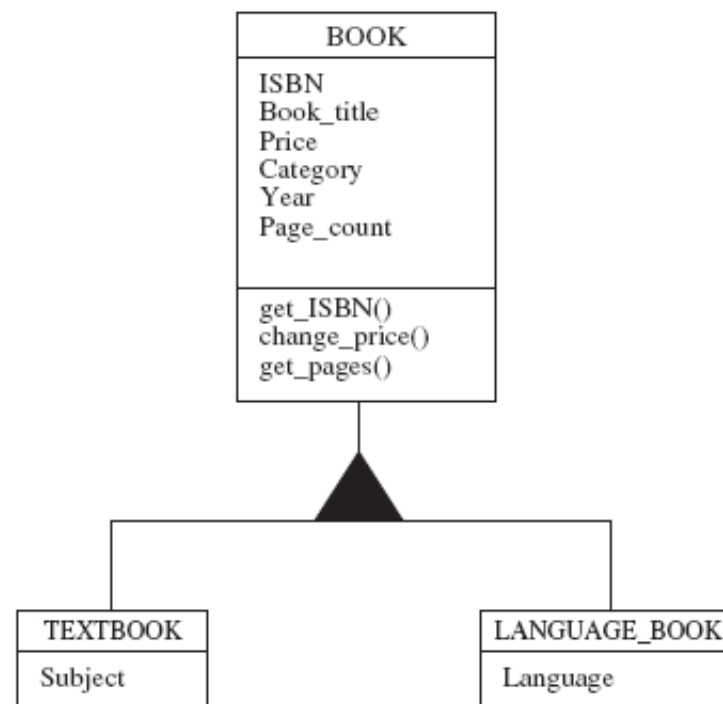 BOOK
ISBN
Book_title
Price
Category
Year
Page_count
get_ISBN()
change_price()
get_pages()
TEXTBOOK
LANGUAGE_BOOK
Subject
Language